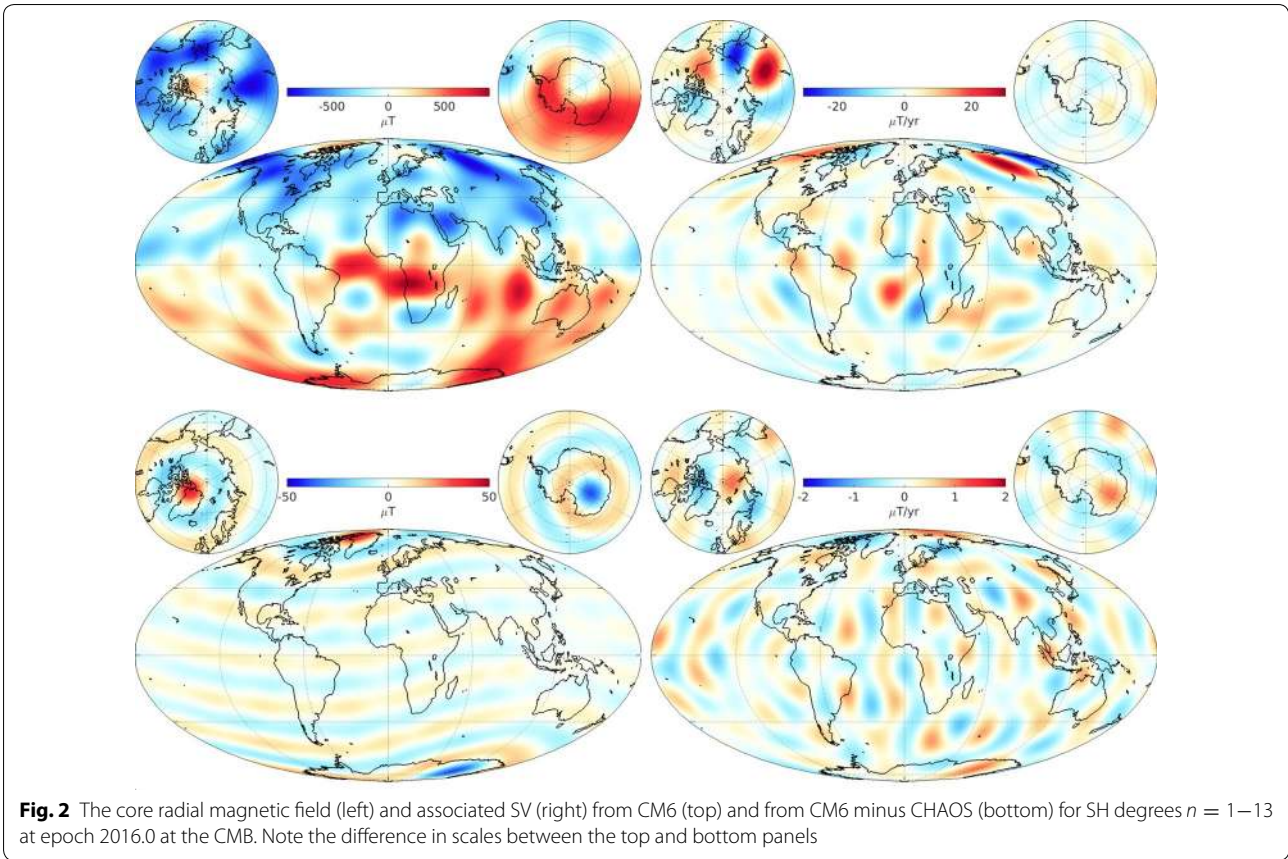 -500 0 500
μT
-20 0 20
μT/yr
-50 0 50
μT
-2 -1 0 1 2
μT/yr
Fig. 2 The core radial magnetic field (left) and associated SV (right) from CM6 (top) and from CM6 minus CHAOS (bottom) for SH degrees n = 1−13
at epoch 2016.0 at the CMB. Note the difference in scales between the top and bottom panels